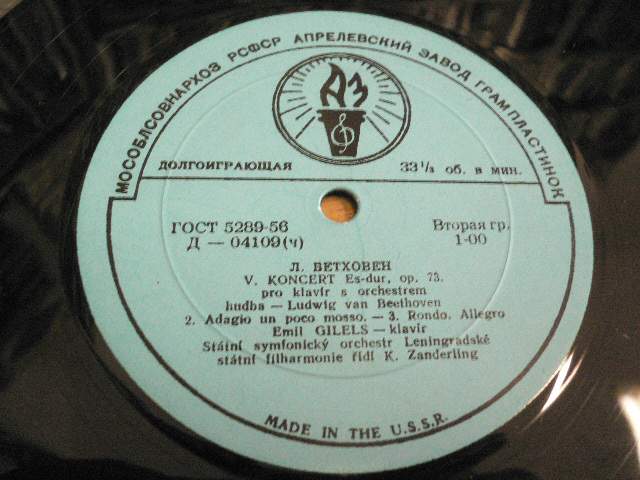 МОСОБЛСОВНАРХОЗ РСФСР АПРЕЛЕВСКИЙ ЗАВОД ГРАМПЛАСТИНОК
АЗ
ДОЛГОИГРАЮЩАЯ 33⅓ об. в мин.
ГОСТ 5289-56 Вторая гр.
Д — 04109(ч) 1-00
Л. БЕТХОВЕН
V. KONCERT Es-dur, op. 73.
pro klavír s orchestrem
hudba — Ludwig van Beethoven
2. Adagio un poco mosso. — 3. Rondo. Allegro
Emil GILELS — klavír
Státní symfonický orchestr Leningradské
státní filharmonie řídí K. Zanderling
MADE IN THE U.S.S.R.